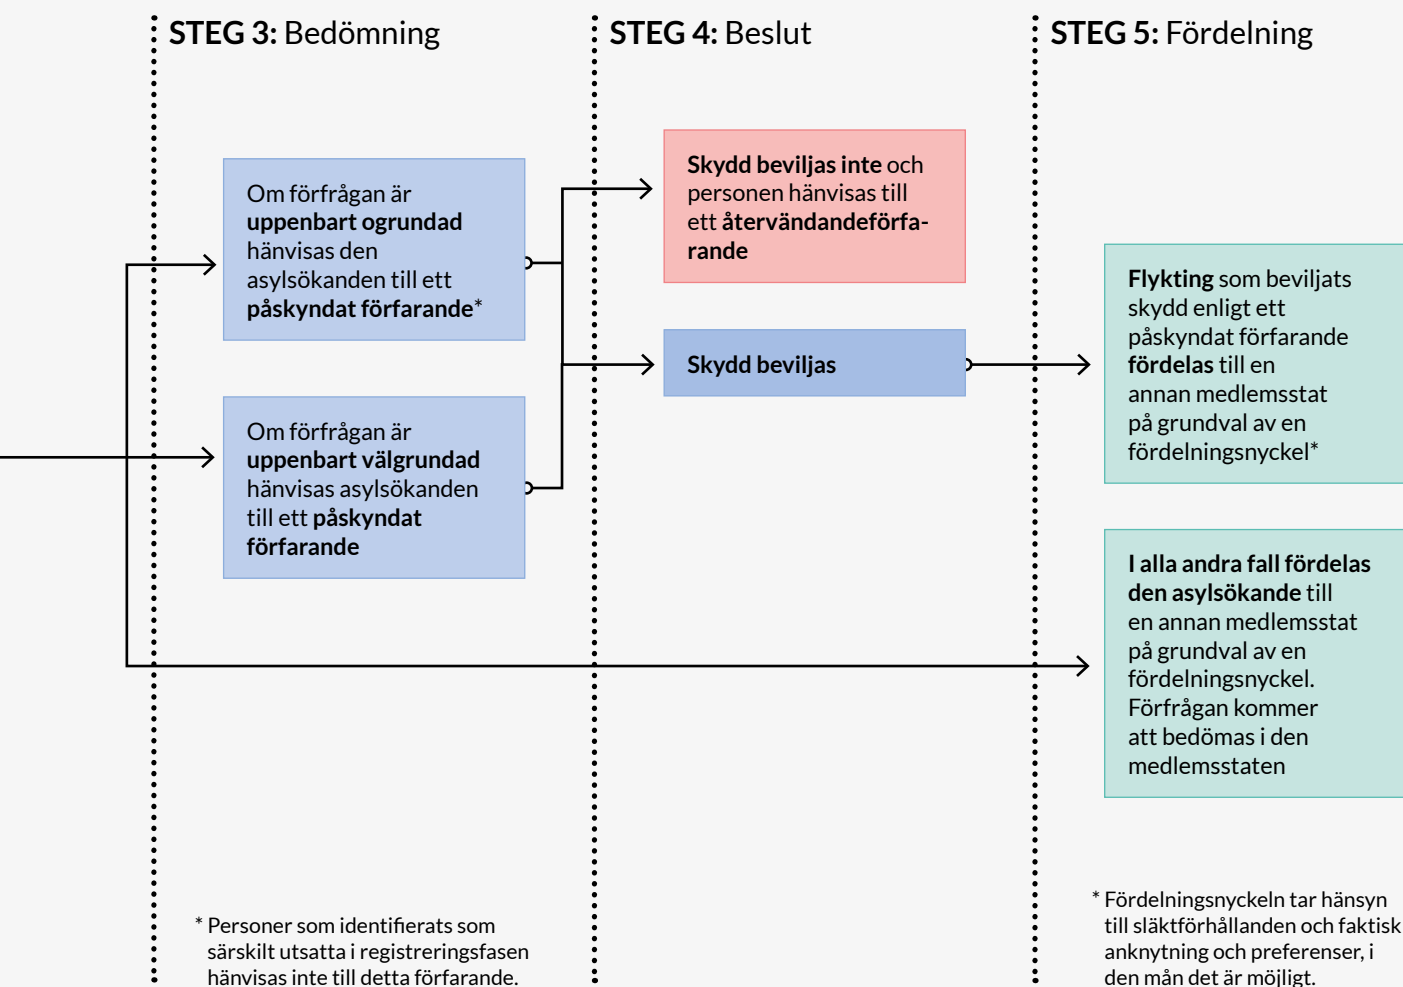 STEG 3: Bedömning
Om förfrågan är
uppenbart ogrundad
hänvisas den
asylsökanden till ett
påskyndat förfarande*
Om förfrågan är
uppenbart välgrundad
hänvisas asylsökanden
till ett påskyndat
förfarande
* Personer som identifierats som
särskilt utsatta i registreringsfasen
hänvisas inte till detta förfarande.
STEG 4: Beslut
Skydd beviljas inte och
personen hänvisas till
ett återvändandeförfa-
rande
Skydd beviljas
STEG 5: Fördelning
Flykting som beviljats
skydd enligt ett
påskyndat förfarande
fördelas till en
annan medlemsstat
på grundval av en
fördelningsnyckel*
I alla andra fall fördelas
den asylsökande till
en annan medlemsstat
på grundval av en
fördelningsnyckel.
Förfrågan kommer
att bedömas i den
medlemsstaten
* Fördelningsnyckeln tar hänsyn
till släktförhållanden och faktisk
anknytning och preferenser, i
den mån det är möjligt.